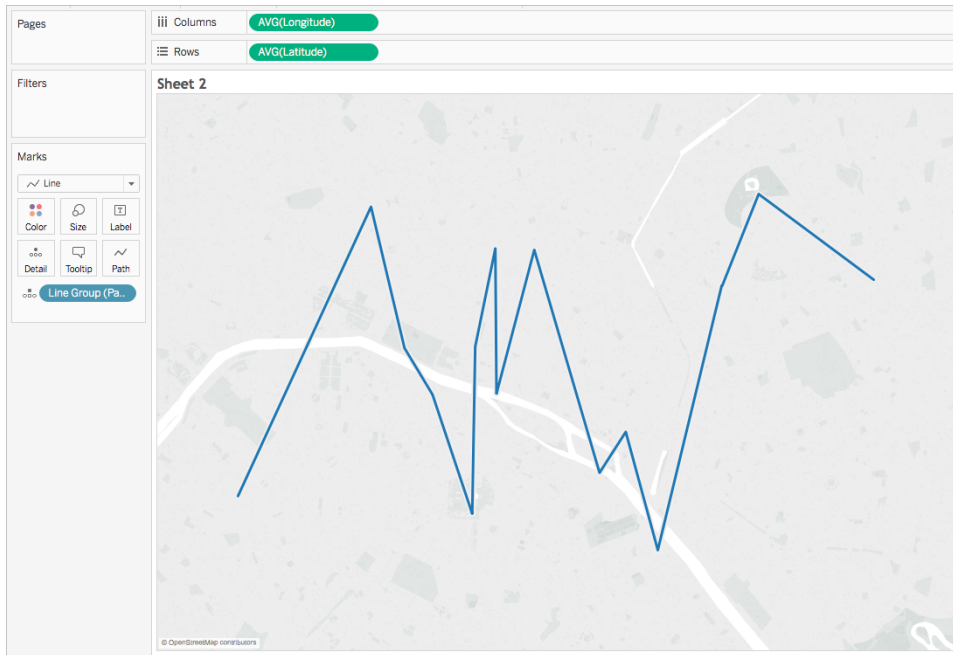 Pages
iii Columns
AVG(Longitude)
Rows
AVG(Latitude)
Filters
Sheet 2
Marks
Line
Color
Size
T
Label
Detail
Tooltip
Path
Line Group (Pa..
© OpenStreetMap contributors